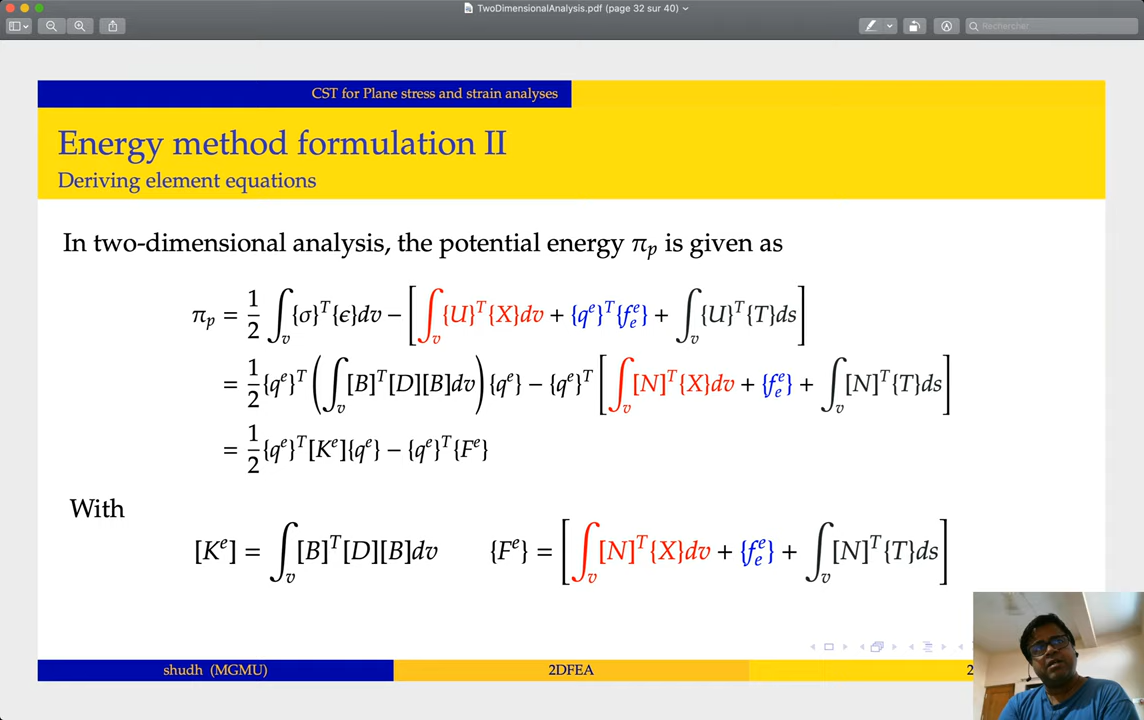 TwoDimensionalAnalysis.pdf (page 32 sur 40)
Rechercher
CST for Plane stress and strain analyses
Energy method formulation II
Deriving element equations
In two-dimensional analysis, the potential energy π_p is given as
π_p = 1/2 ∫_v {σ}^T{ϵ}dv − [∫_v {U}^T{X}dv + {q^e}^T{f_e^e} + ∫_v {U}^T{T}ds]
= 1/2 {q^e}^T (∫_v [B]^T[D][B]dv) {q^e} − {q^e}^T [∫_v [N]^T{X}dv + {f_e^e} + ∫_v [N]^T{T}ds]
= 1/2 {q^e}^T[K^e]{q^e} − {q^e}^T{F^e}
With
[K^e] = ∫_v [B]^T[D][B]dv {F^e} = [∫_v [N]^T{X}dv + {f_e^e} + ∫_v [N]^T{T}ds]
shudh (MGMU) 2DFEA 2